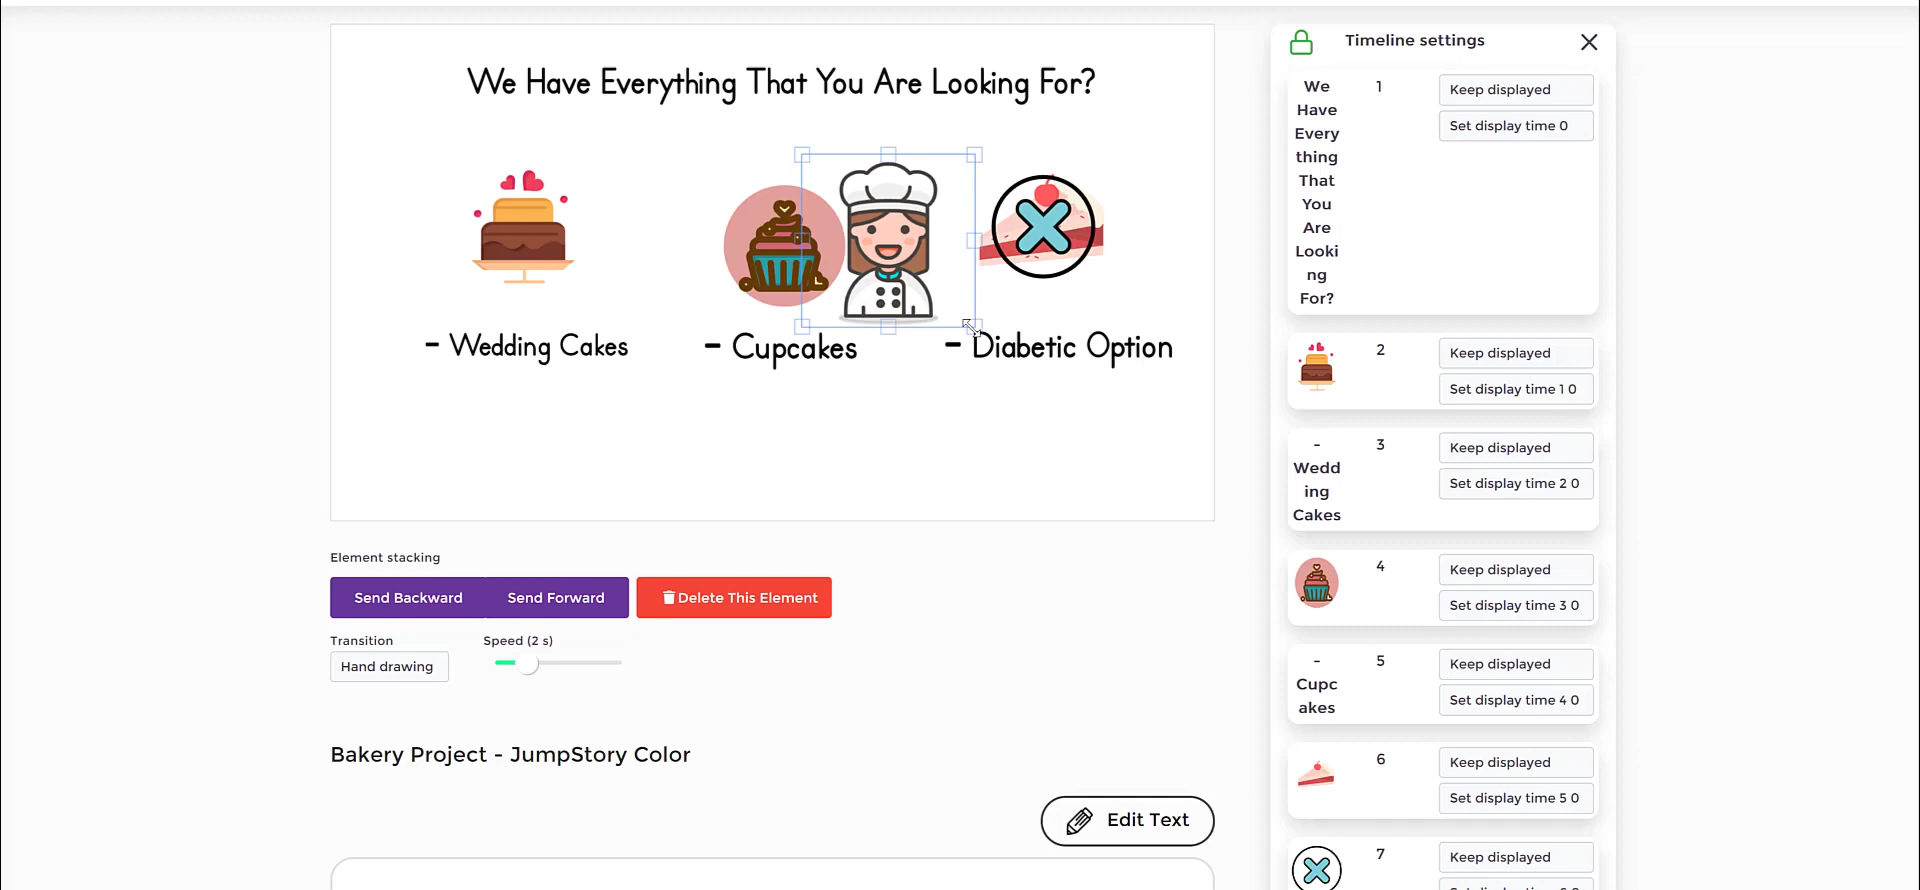 We Have Everything That You Are Looking For?
- Wedding Cakes
- Cupcakes
- Diabetic Option
Element stacking
Send Backward
Send Forward
Delete This Element
Transition
Speed (2 s)
Hand drawing
Bakery Project - JumpStory Color
Edit Text
Timeline settings
We
Have
Every
thing
That
You
Are
Looki
ng
For?
1
Keep displayed
Set display time 0
2
Keep displayed
Set display time 1 0
-
Wedd
ing
Cakes
3
Keep displayed
Set display time 2 0
4
Keep displayed
Set display time 3 0
-
Cupc
akes
5
Keep displayed
Set display time 4 0
6
Keep displayed
Set display time 5 0
7
Keep displayed